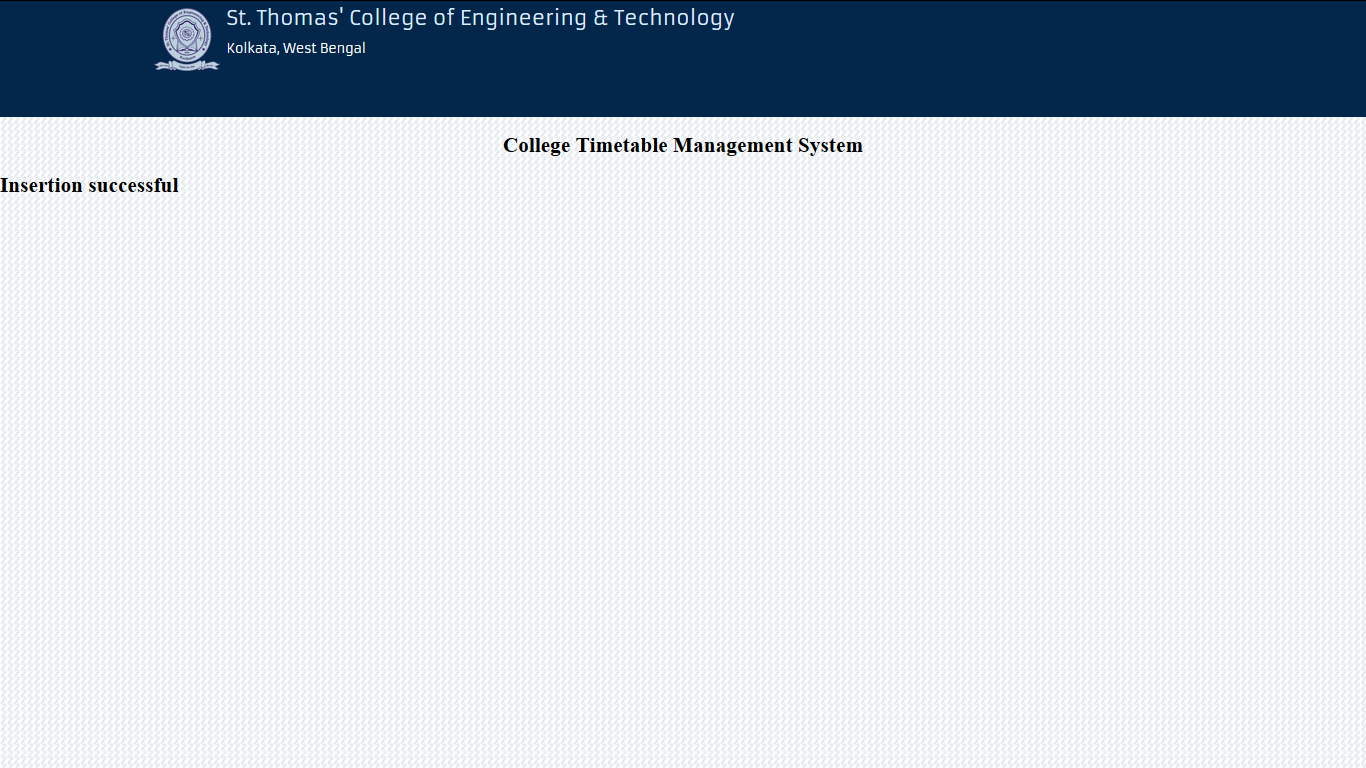 St. Thomas' College of Engineering & Technology
Kolkata, West Bengal
College Timetable Management System
Insertion successful